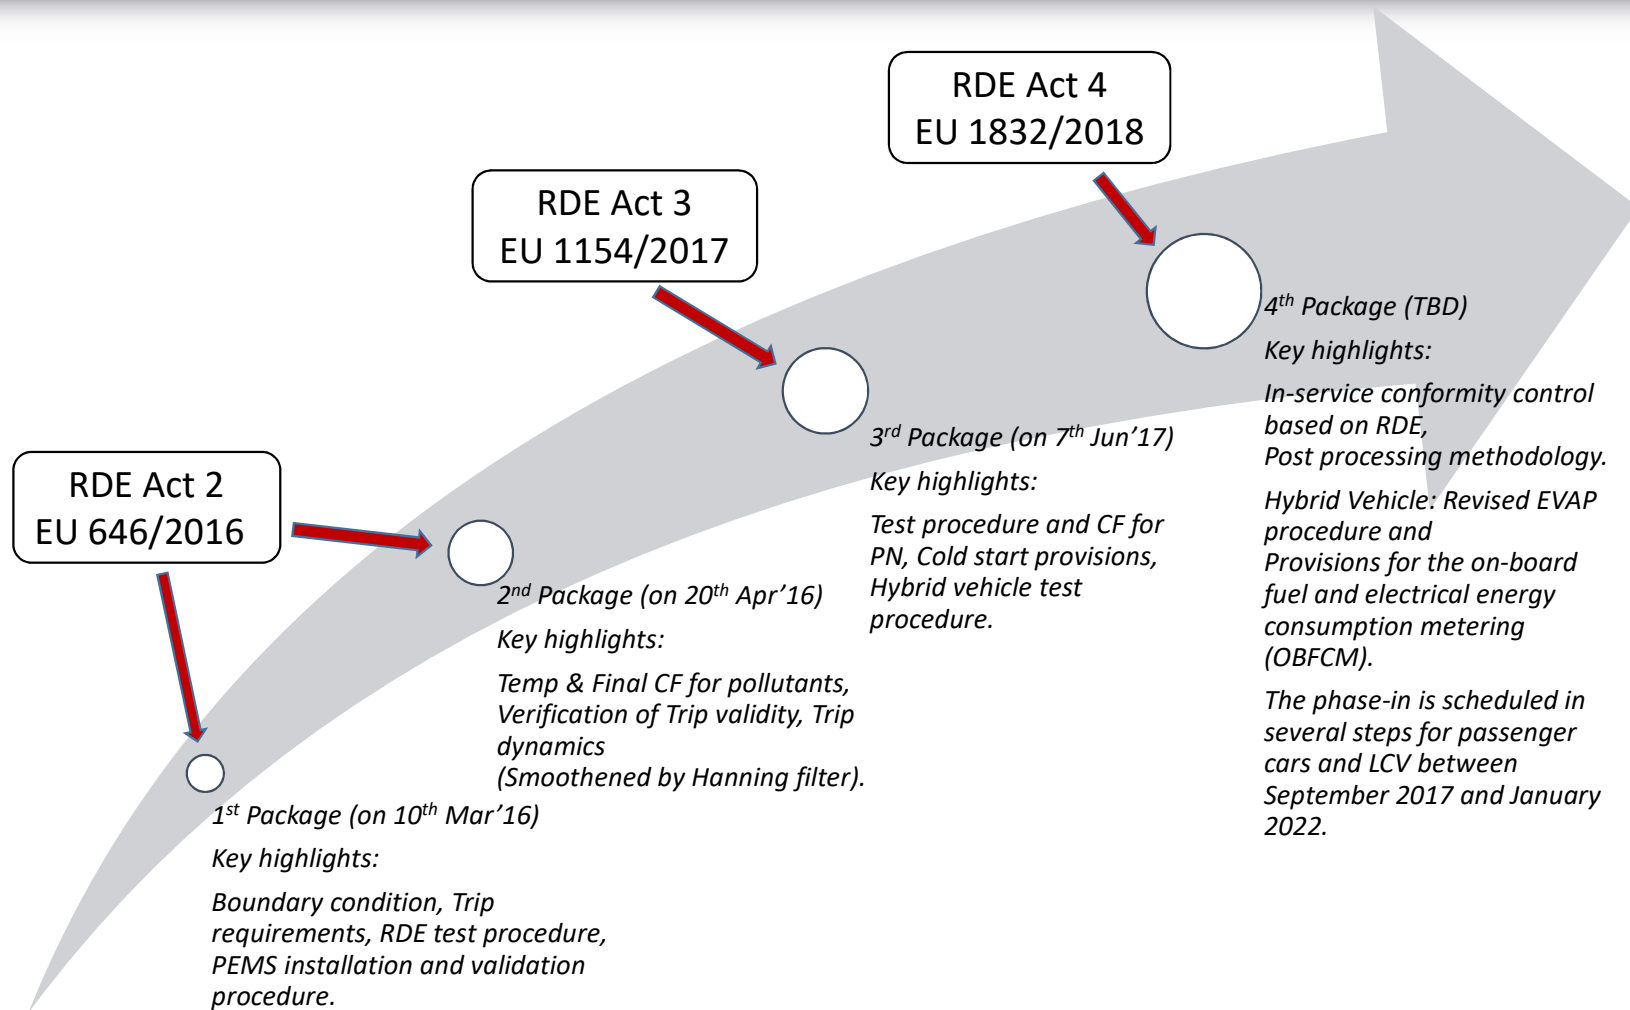 RDE Act 4
EU 1832/2018
RDE Act 3
EU 1154/2017
RDE Act 2
EU 646/2016
1st Package (on 10th Mar’16)
Key highlights:
Boundary condition, Trip
requirements, RDE test procedure,
PEMS installation and validation
procedure.
2nd Package (on 20th Apr’16)
Key highlights:
Temp & Final CF for pollutants,
Verification of Trip validity, Trip
dynamics
(Smoothened by Hanning filter).
3rd Package (on 7th Jun’17)
Key highlights:
Test procedure and CF for
PN, Cold start provisions,
Hybrid vehicle test
procedure.
4th Package (TBD)
Key highlights:
In-service conformity control
based on RDE,
Post processing methodology.
Hybrid Vehicle: Revised EVAP
procedure and
Provisions for the on-board
fuel and electrical energy
consumption metering
(OBFCM).
The phase-in is scheduled in
several steps for passenger
cars and LCV between
September 2017 and January
2022.